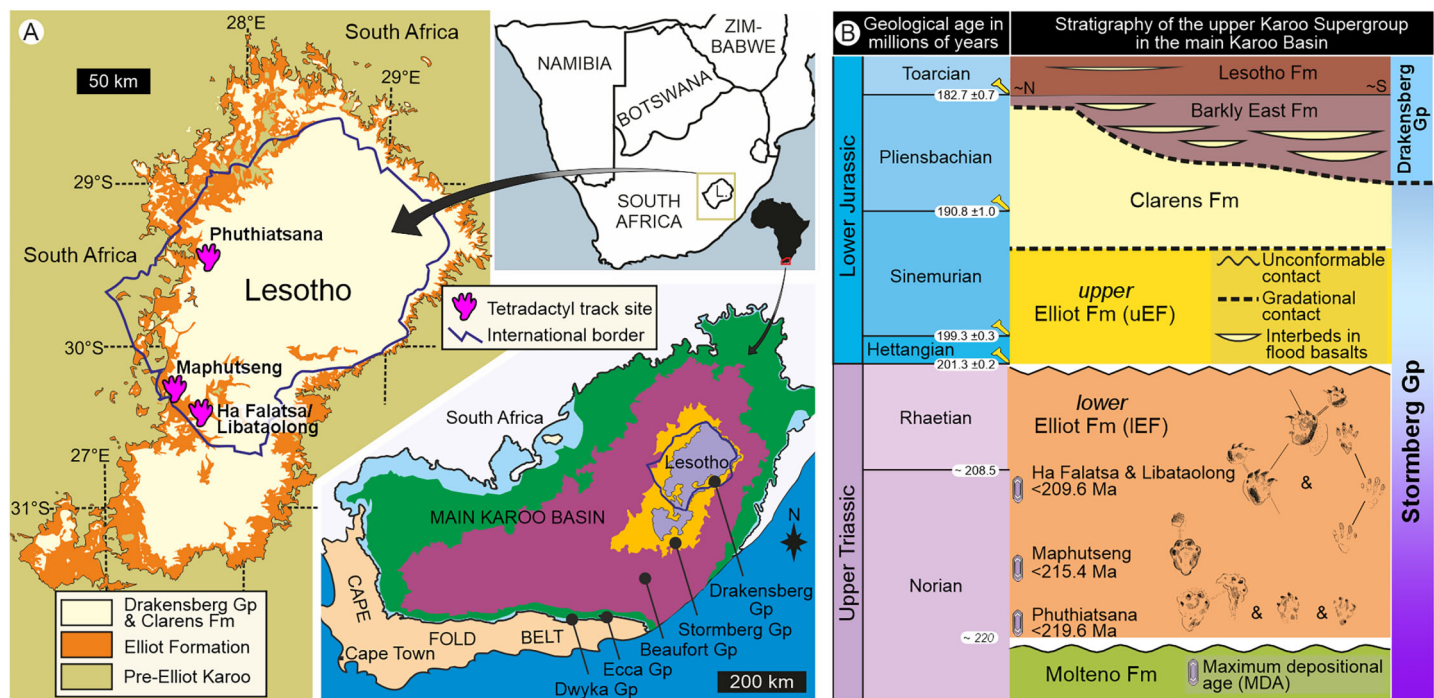 A
28°E
South Africa
29°E
50 km
29°S
South Africa
Phuthiatsana
Lesotho
30°S
Maphutseng
Ha Falatsa/
Libataolong
27°E
31°S
Drakensberg Gp
& Clarens Fm
Elliot Formation
Pre-Elliot Karoo
ZIM-
BABWE
NAMIBIA
BOTSWANA
L.
SOUTH
AFRICA
Tetradactyl track site
International border
South Africa
Lesotho
MAIN KAROO BASIN
N
CAPE
FOLD
BELT
Cape Town
Drakensberg
Gp
Stormberg Gp
Beaufort Gp
Ecca Gp
Dwyka Gp
200 km
B
Geological age in
millions of years
Stratigraphy of the upper Karoo Supergroup
in the main Karoo Basin
Lower Jurassic
Toarcian
182.7 ±0.7
Pliensbachian
190.8 ±1.0
Sinemurian
199.3 ±0.3
Hettangian
201.3 ±0.2
Upper Triassic
Rhaetian
~ 208.5
Norian
~ 220
Lesotho Fm
~N
~S
Barkly East Fm
Drakensberg
Gp
Clarens Fm
upper
Elliot Fm (uEF)
Unconformable
contact
Gradational
contact
Interbeds in
flood basalts
Stormberg Gp
lower
Elliot Fm (lEF)
Ha Falatsa & Libataolong
<209.6 Ma
&
Maphutseng
<215.4 Ma
Phuthiatsana
<219.6 Ma
&
&
Molteno Fm
Maximum depositional
age (MDA)